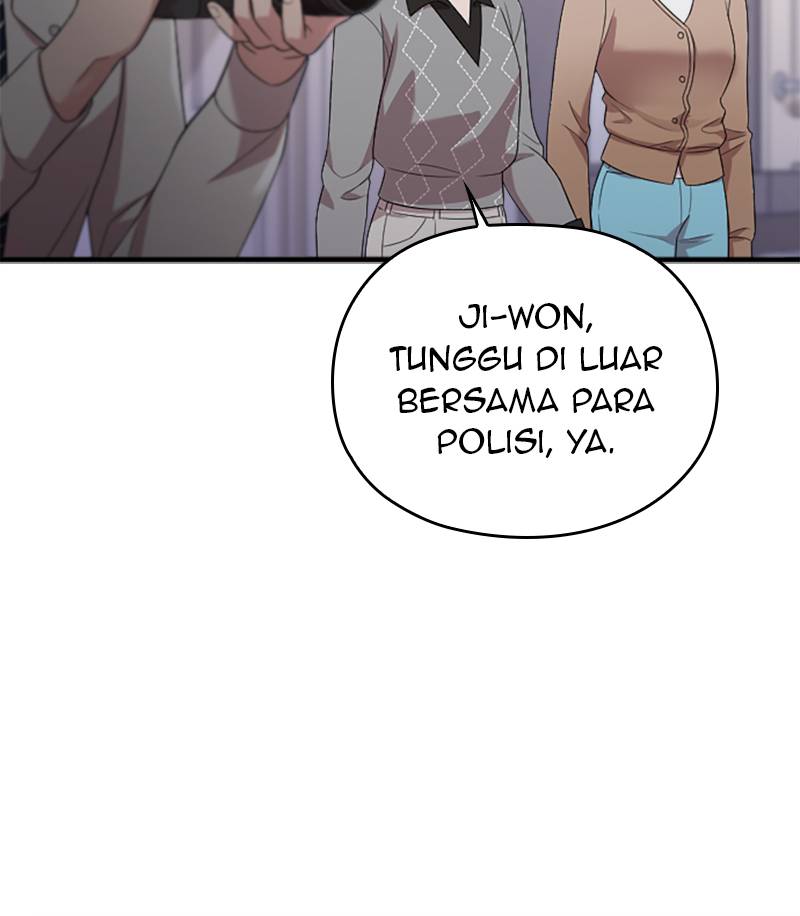 JI-WON,
TUNGGU DI LUAR
BERSAMA PARA
POLISI, YA.